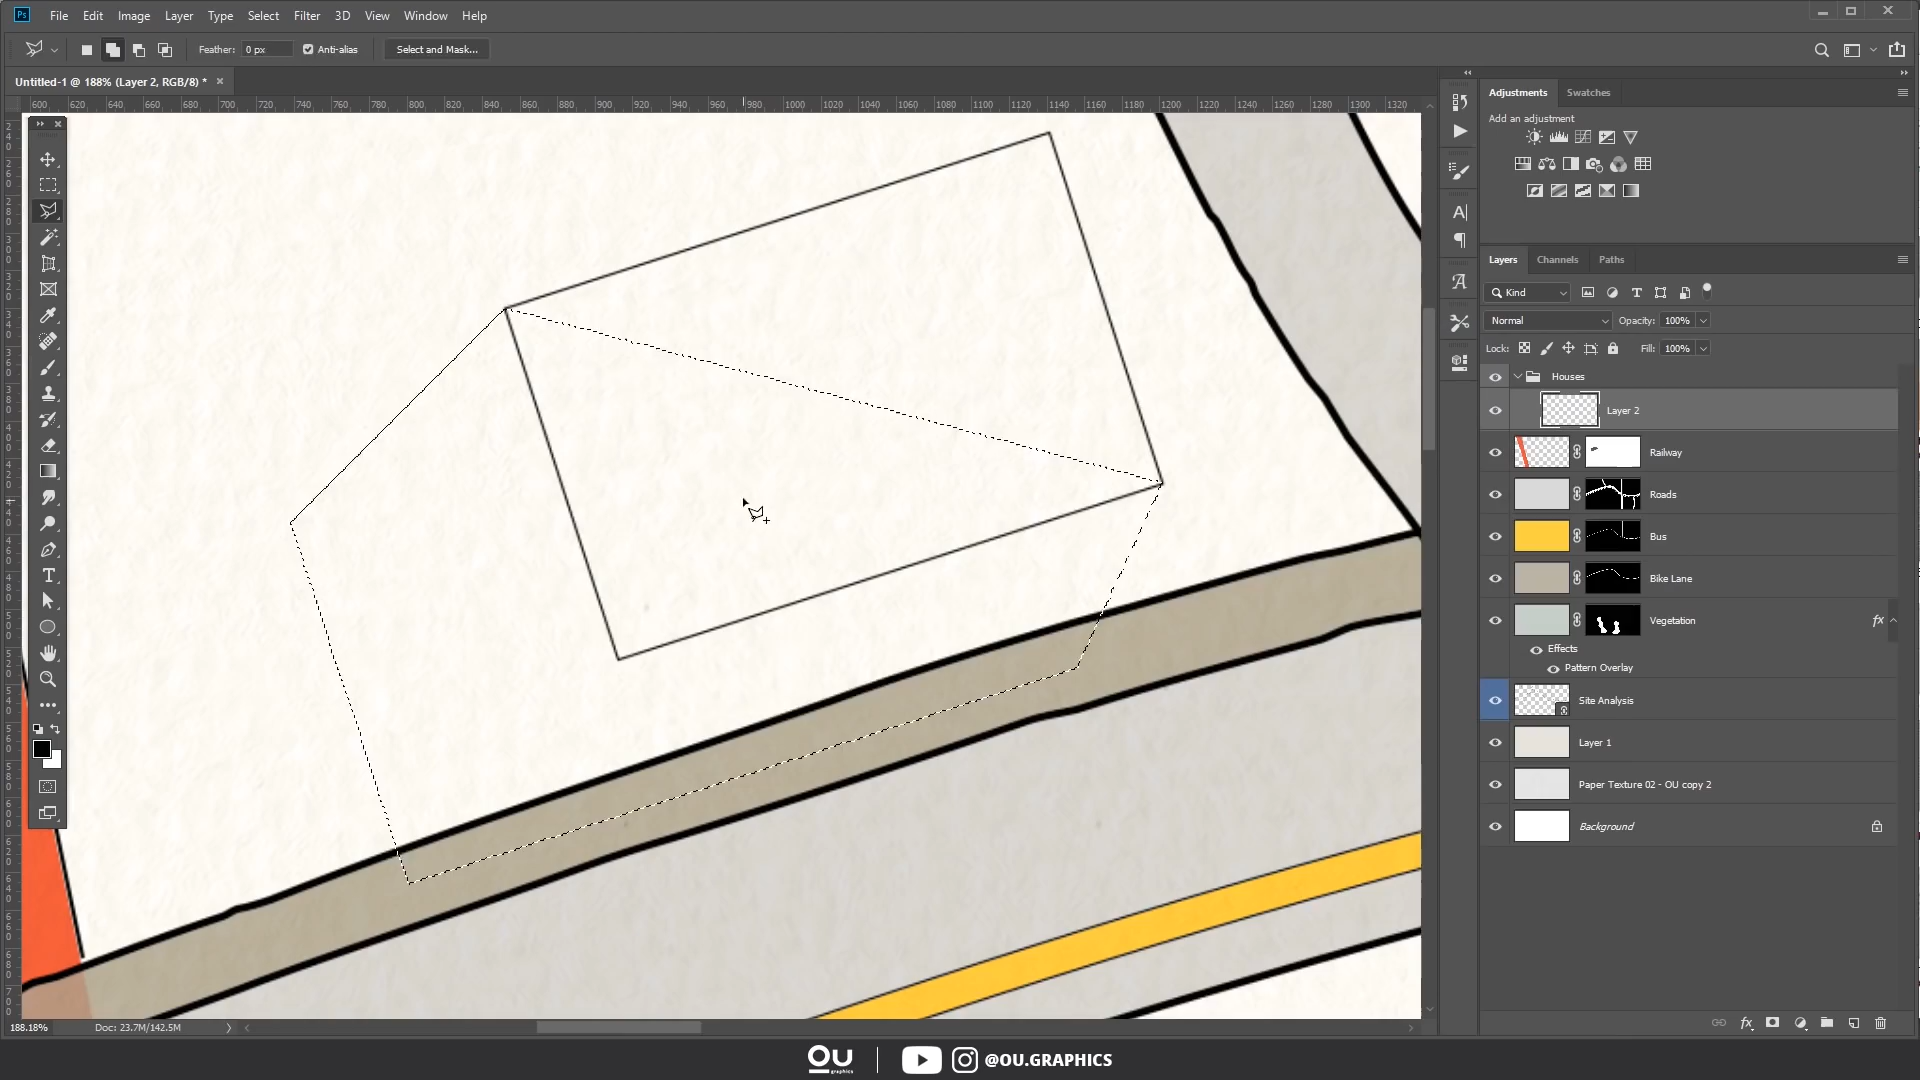 Ps File Edit Image Layer Type Select Filter 3D View Window Help
Feather: 0 px Anti-alias Select and Mask...
Untitled-1 @ 188% (Layer 2, RGB/8) * ×
600 620 640 660 680 700 720 740 760 780 800 820 840 860 880 900 920 940 960 980 1000 1020 1040 1060 1080 1100 1120 1140 1160 1180 1200 1220 1240 1260 1280 1300 1320
Adjustments Swatches
Add an adjustment
Layers Channels Paths
Kind
Normal Opacity: 100%
Lock: Fill: 100%
Houses
Layer 2
Railway
Roads
Bus
Bike Lane
Vegetation fx
Effects
Pattern Overlay
Site Analysis
Layer 1
Paper Texture 02 - OU copy 2
Background
188.18% Doc: 23.7M/142.5M
OU graphics @OU.GRAPHICS